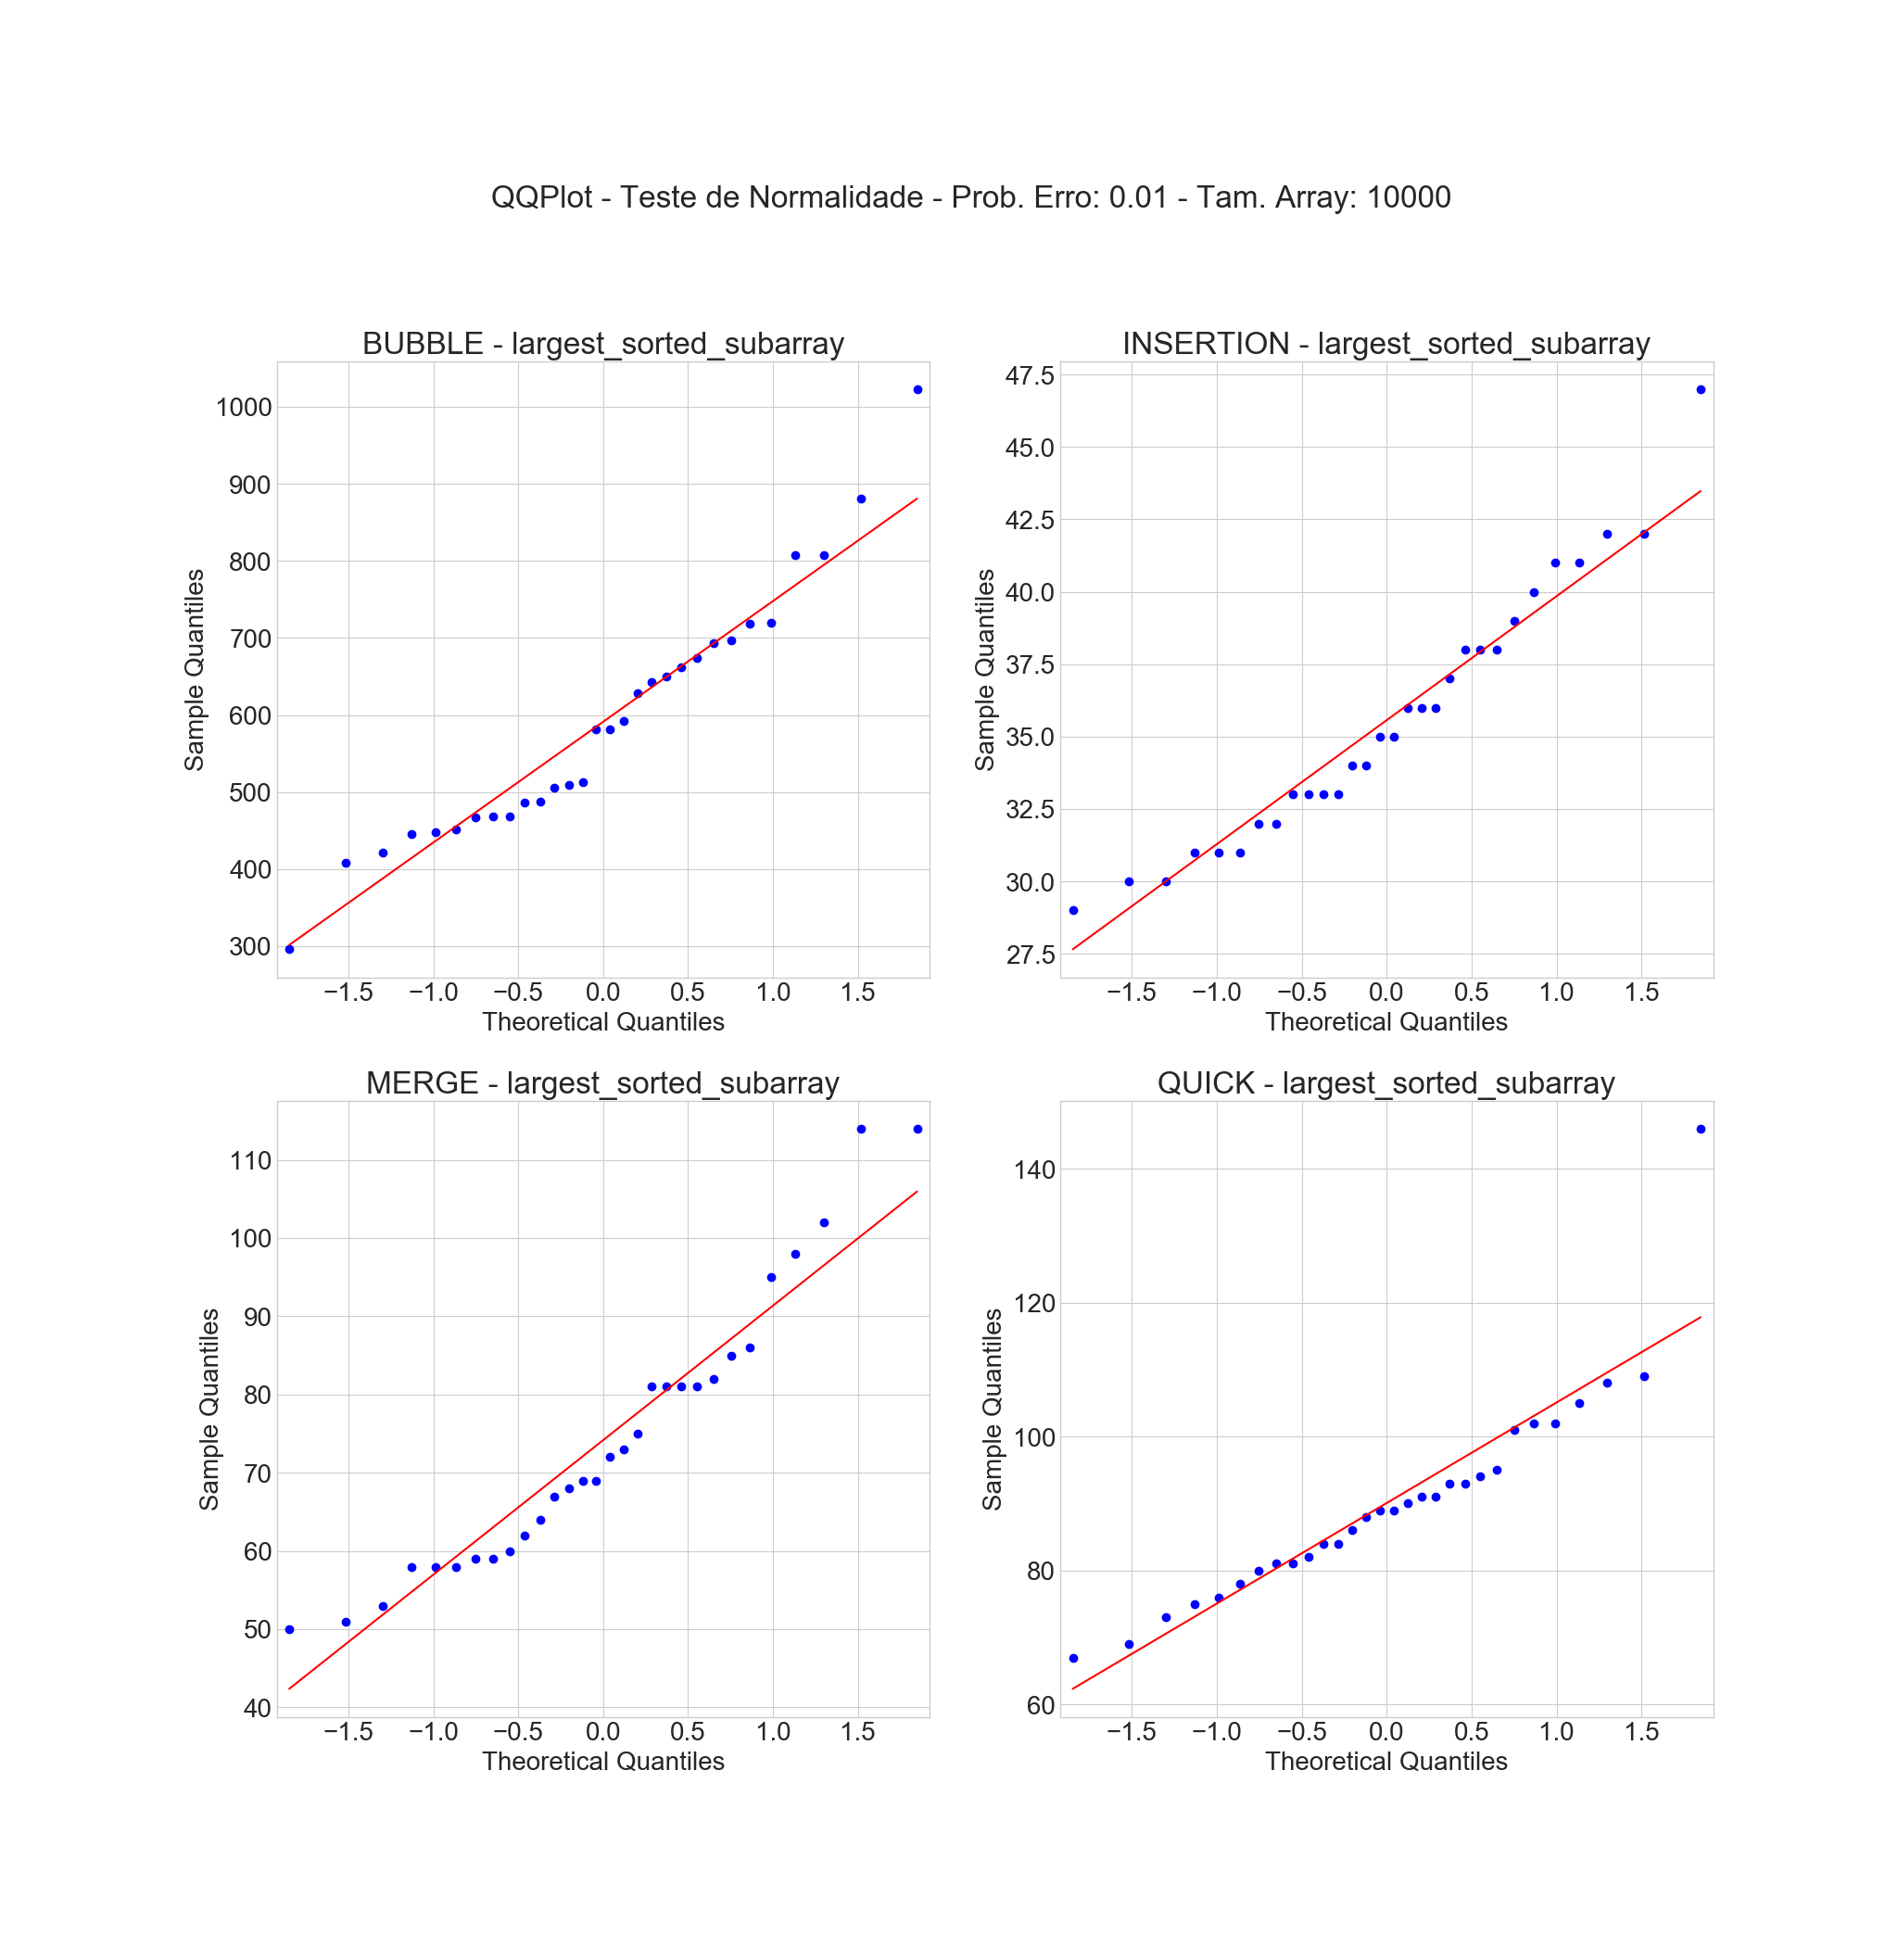 QQPlot - Teste de Normalidade - Prob. Erro: 0.01 - Tam. Array: 10000
BUBBLE - largest_sorted_subarray
1000
900
800
700
600
500
400
300
Sample Quantiles
−1.5 −1.0 −0.5 0.0 0.5 1.0 1.5
Theoretical Quantiles
INSERTION - largest_sorted_subarray
47.5
45.0
42.5
40.0
37.5
35.0
32.5
30.0
27.5
Sample Quantiles
−1.5 −1.0 −0.5 0.0 0.5 1.0 1.5
Theoretical Quantiles
MERGE - largest_sorted_subarray
110
100
90
80
70
60
50
40
Sample Quantiles
−1.5 −1.0 −0.5 0.0 0.5 1.0 1.5
Theoretical Quantiles
QUICK - largest_sorted_subarray
140
120
100
80
60
Sample Quantiles
−1.5 −1.0 −0.5 0.0 0.5 1.0 1.5
Theoretical Quantiles